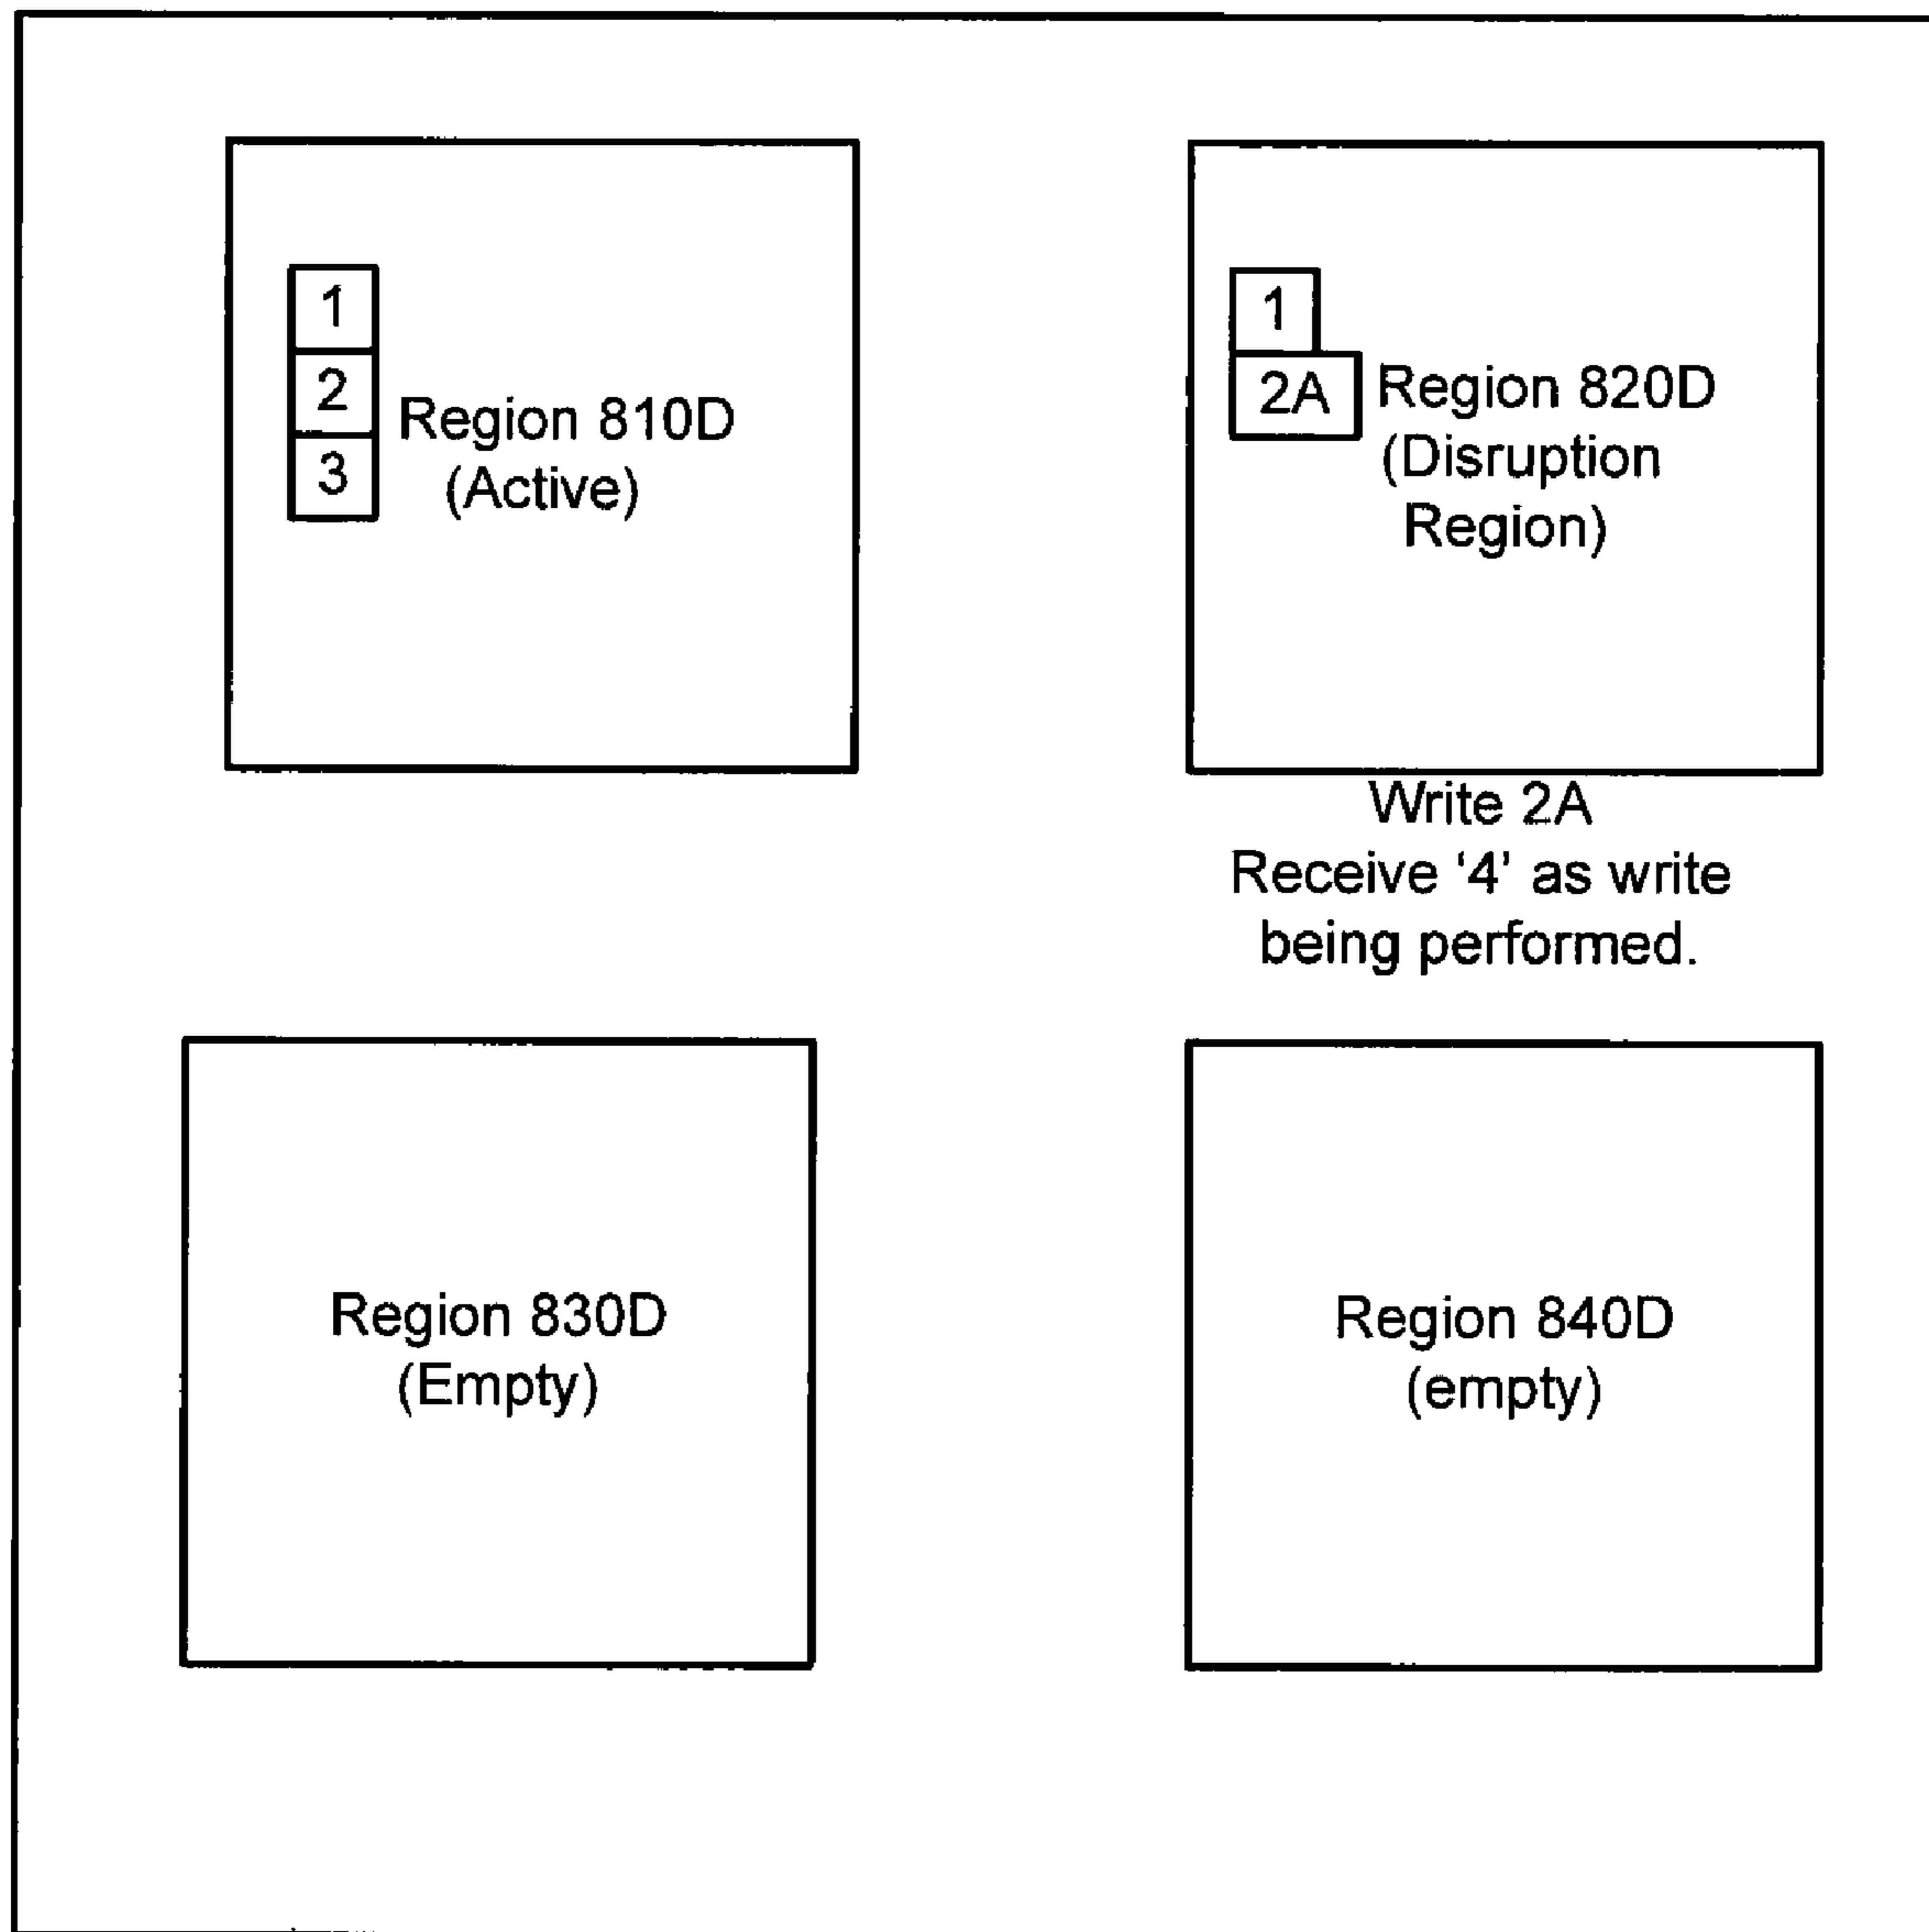 1
2
3
Region 810D
(Active)
1
2A
Region 820D
(Disruption
Region)
Write 2A
Receive ‘4’ as write
being performed.
Region 830D
(Empty)
Region 840D
(empty)